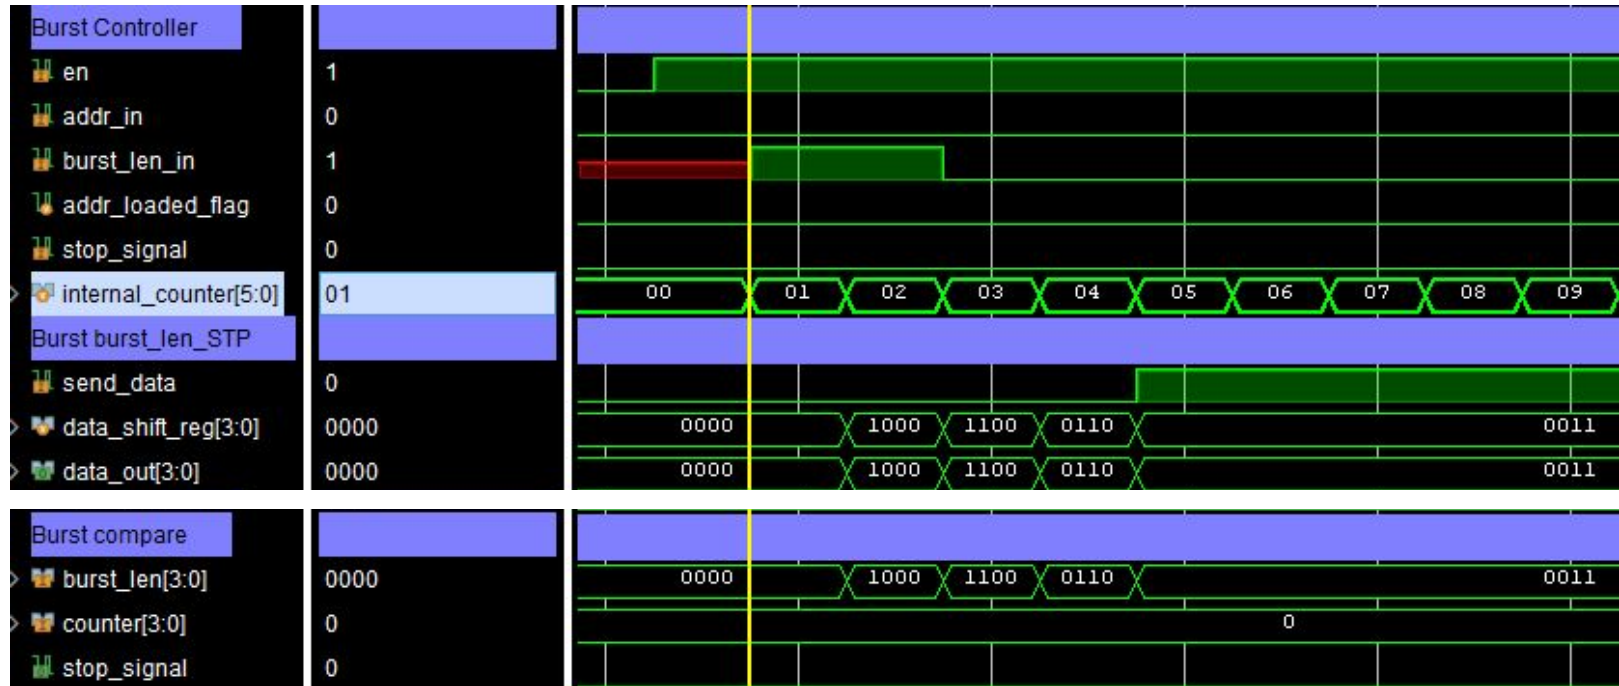 Burst Controller
en 1
addr_in 0
burst_len_in 1
addr_loaded_flag 0
stop_signal 0
internal_counter[5:0] 01 00 01 02 03 04 05 06 07 08 09
Burst burst_len_STP
send_data 0
data_shift_reg[3:0] 0000 0000 1000 1100 0110 0011
data_out[3:0] 0000 0000 1000 1100 0110 0011
Burst compare
burst_len[3:0] 0000 0000 1000 1100 0110 0011
counter[3:0] 0 0
stop_signal 0